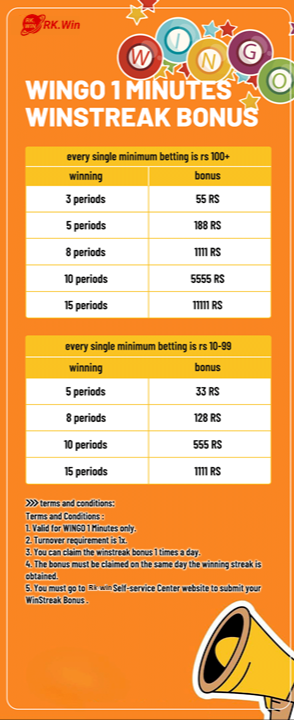 RK.Win
WINGO
WINGO 1 MINUTES
WINSTREAK BONUS
every single minimum betting is rs 100+
winning bonus
3 periods 55 RS
5 periods 188 RS
8 periods 1111 RS
10 periods 5555 RS
15 periods 11111 RS
every single minimum betting is rs 10-99
winning bonus
5 periods 33 RS
8 periods 128 RS
10 periods 555 RS
15 periods 1111 RS
>>> terms and conditions:
Terms and Conditions :
1. Valid for WINGO 1 Minutes only.
2. Turnover requirement is 1x.
3. You can claim the winstreak bonus 1 times a day.
4. The bonus must be claimed on the same day the winning streak is
obtained.
5. You must go to Rk win Self-service Center website to submit your
WinStreak Bonus .